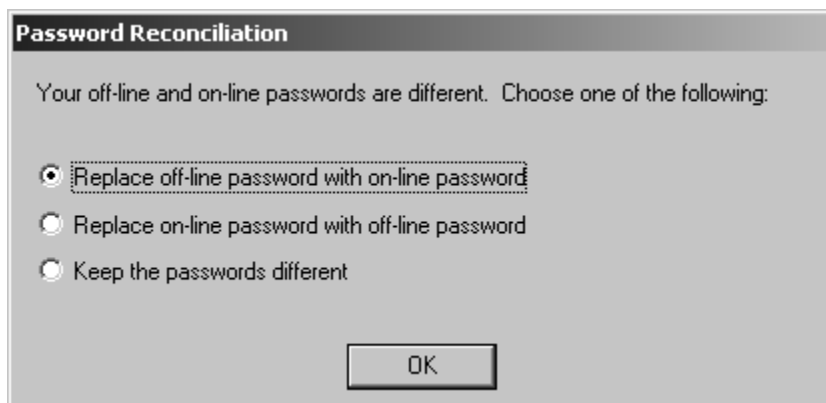 Password Reconciliation
Your off-line and on-line passwords are different.  Choose one of the following:
Replace off-line password with on-line password
Replace on-line password with off-line password
Keep the passwords different
OK